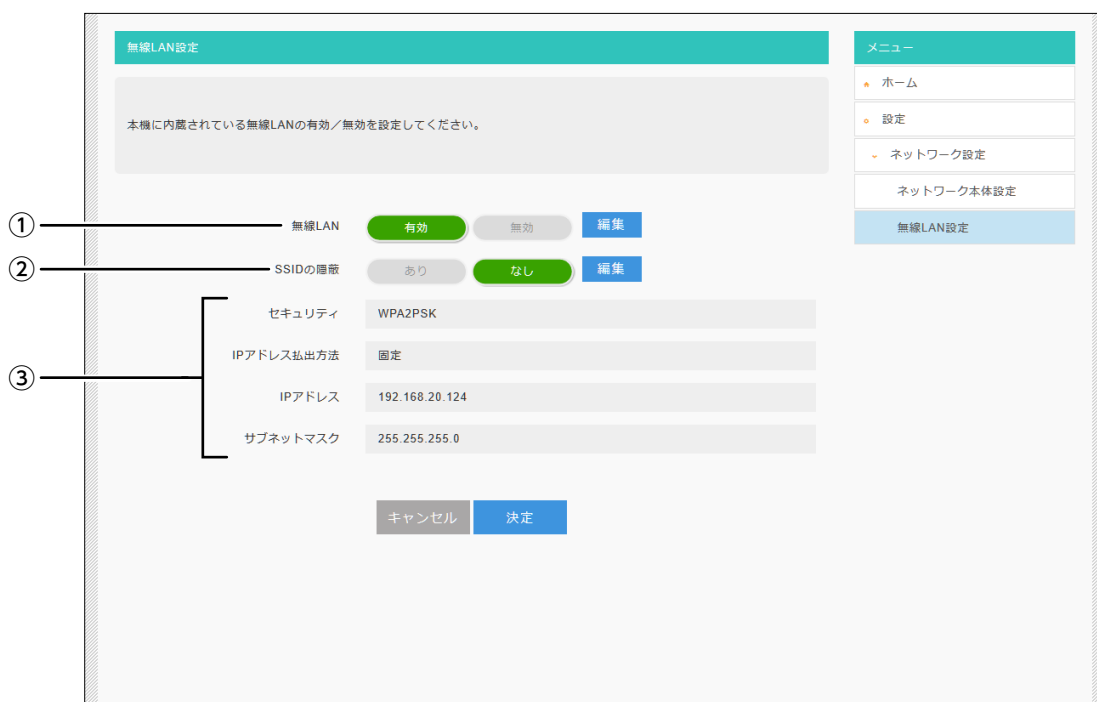 無線LAN設定
本機に内蔵されている無線LANの有効／無効を設定してください。
① 無線LAN 有効 無効 編集
② SSIDの隠蔽 あり なし 編集
③
セキュリティ WPA2PSK
IPアドレス払出方法 固定
IPアドレス 192.168.20.124
サブネットマスク 255.255.255.0
キャンセル 決定
メニュー
ホーム
設定
ネットワーク設定
ネットワーク本体設定
無線LAN設定